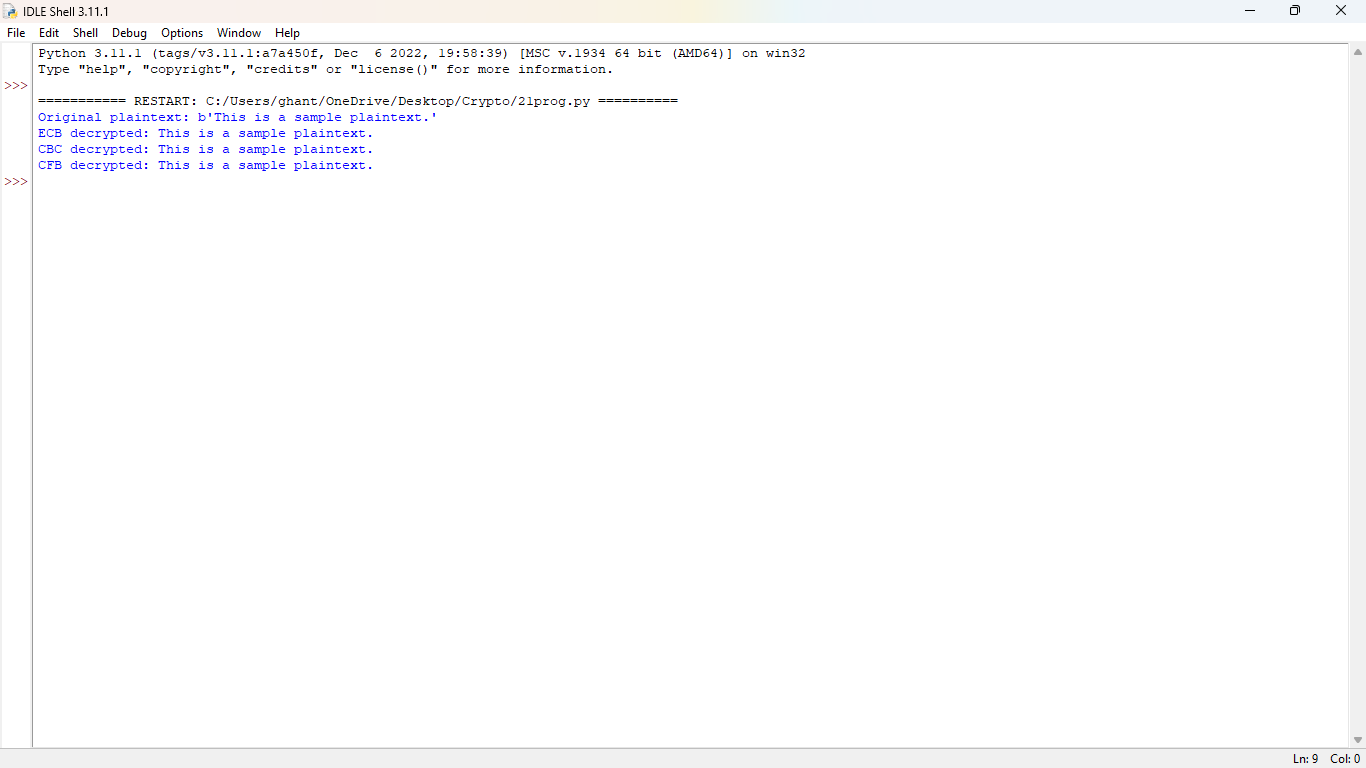 IDLE Shell 3.11.1
File Edit Shell Debug Options Window Help
Python 3.11.1 (tags/v3.11.1:a7a450f, Dec  6 2022, 19:58:39) [MSC v.1934 64 bit (AMD64)] on win32
Type "help", "copyright", "credits" or "license()" for more information.
>>>
=========== RESTART: C:/Users/ghant/OneDrive/Desktop/Crypto/21prog.py ==========
Original plaintext: b'This is a sample plaintext.'
ECB decrypted: This is a sample plaintext.
CBC decrypted: This is a sample plaintext.
CFB decrypted: This is a sample plaintext.
>>>
Ln: 9 Col: 0